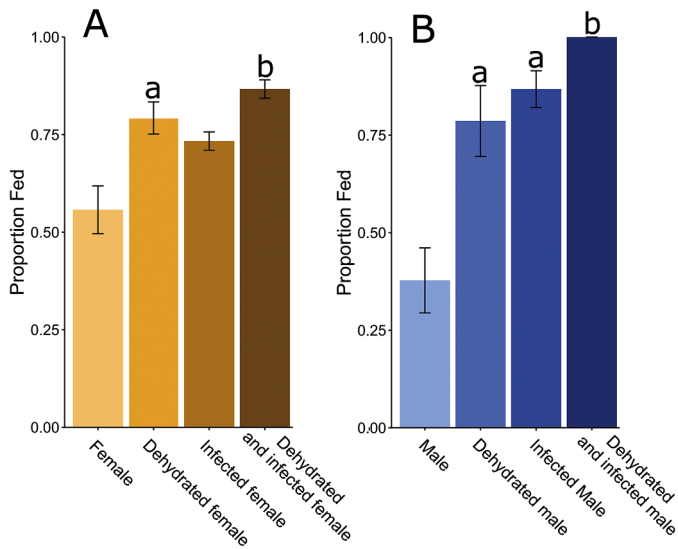 A
1.00
0.75
0.50
0.25
0.00
Proportion Fed
a
b
Female
Dehydrated female
Infected female
Dehydrated
and infected female
B
1.00
0.75
0.50
0.25
0.00
Proportion Fed
a
a
b
Male
Dehydrated male
Infected Male
Dehydrated
and infected male